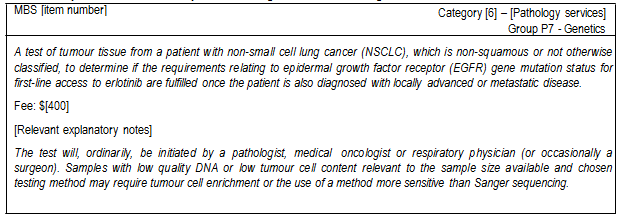 MBS [item number]
Category [6] – [Pathology services]
Group P7 - Genetics
A test of tumour tissue from a patient with non-small cell lung cancer (NSCLC), which is non-squamous or not otherwise
classified, to determine if the requirements relating to epidermal growth factor receptor (EGFR) gene mutation status for
first-line access to erlotinib are fulfilled once the patient is also diagnosed with locally advanced or metastatic disease.
Fee: $[400]
[Relevant explanatory notes]
The test will, ordinarily, be initiated by a pathologist, medical oncologist or respiratory physician (or occasionally a
surgeon). Samples with low quality DNA or low tumour cell content relevant to the sample size available and chosen
testing method may require tumour cell enrichment or the use of a method more sensitive than Sanger sequencing.